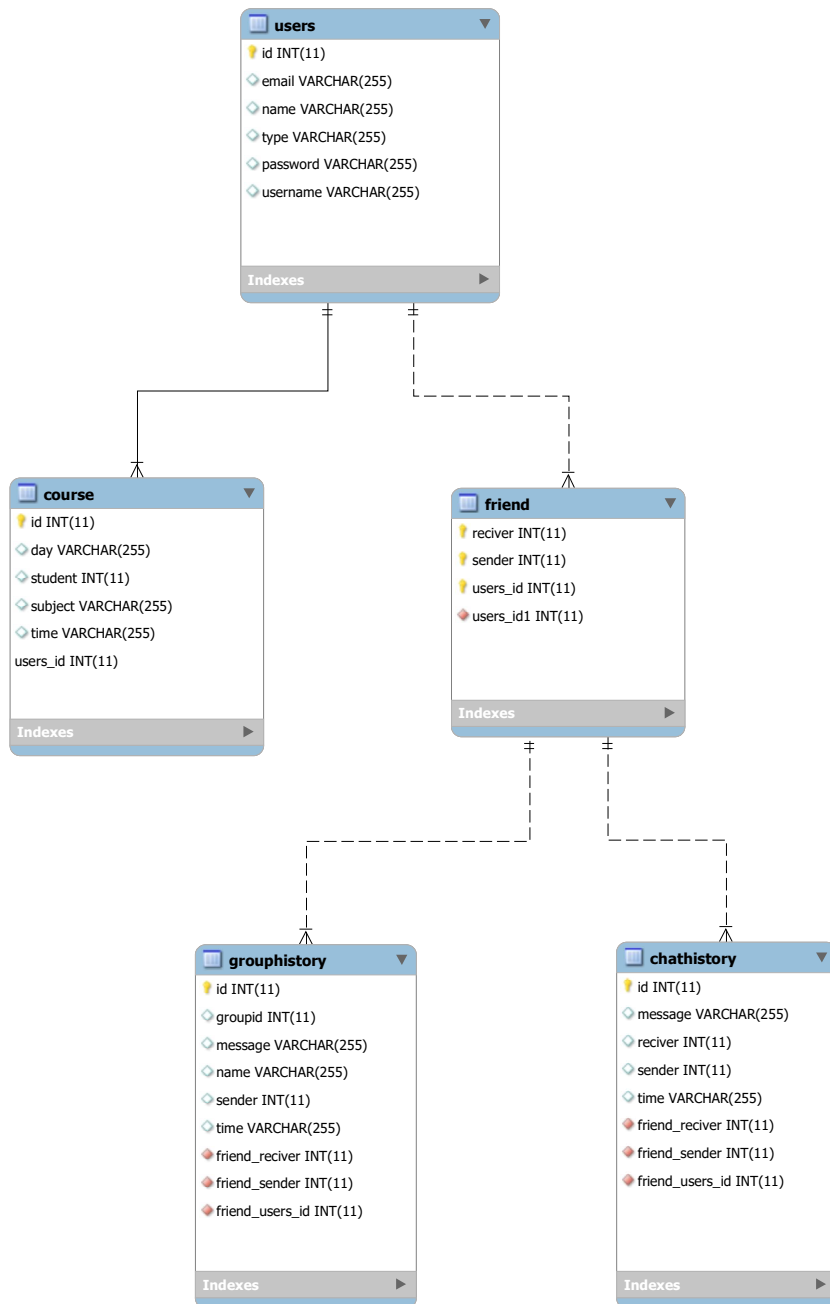 users
id INT(11)
email VARCHAR(255)
name VARCHAR(255)
type VARCHAR(255)
password VARCHAR(255)
username VARCHAR(255)
Indexes
course
id INT(11)
day VARCHAR(255)
student INT(11)
subject VARCHAR(255)
time VARCHAR(255)
users_id INT(11)
Indexes
friend
reciver INT(11)
sender INT(11)
users_id INT(11)
users_id1 INT(11)
Indexes
grouphistory
id INT(11)
groupid INT(11)
message VARCHAR(255)
name VARCHAR(255)
sender INT(11)
time VARCHAR(255)
friend_reciver INT(11)
friend_sender INT(11)
friend_users_id INT(11)
Indexes
chathistory
id INT(11)
message VARCHAR(255)
reciver INT(11)
sender INT(11)
time VARCHAR(255)
friend_reciver INT(11)
friend_sender INT(11)
friend_users_id INT(11)
Indexes